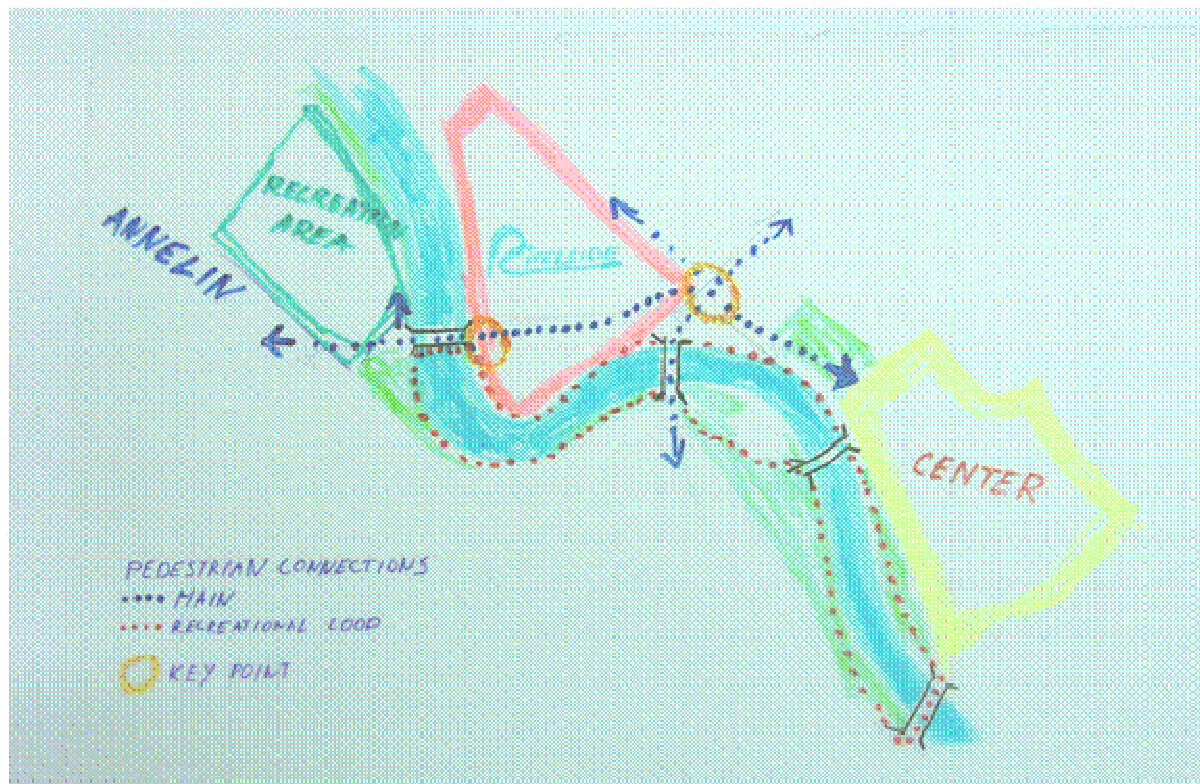 RECREATION
AREA
ANNELIN
CENTER
PEDESTRIAN CONNECTIONS
MAIN
RECREATIONAL LOOP
KEY POINT